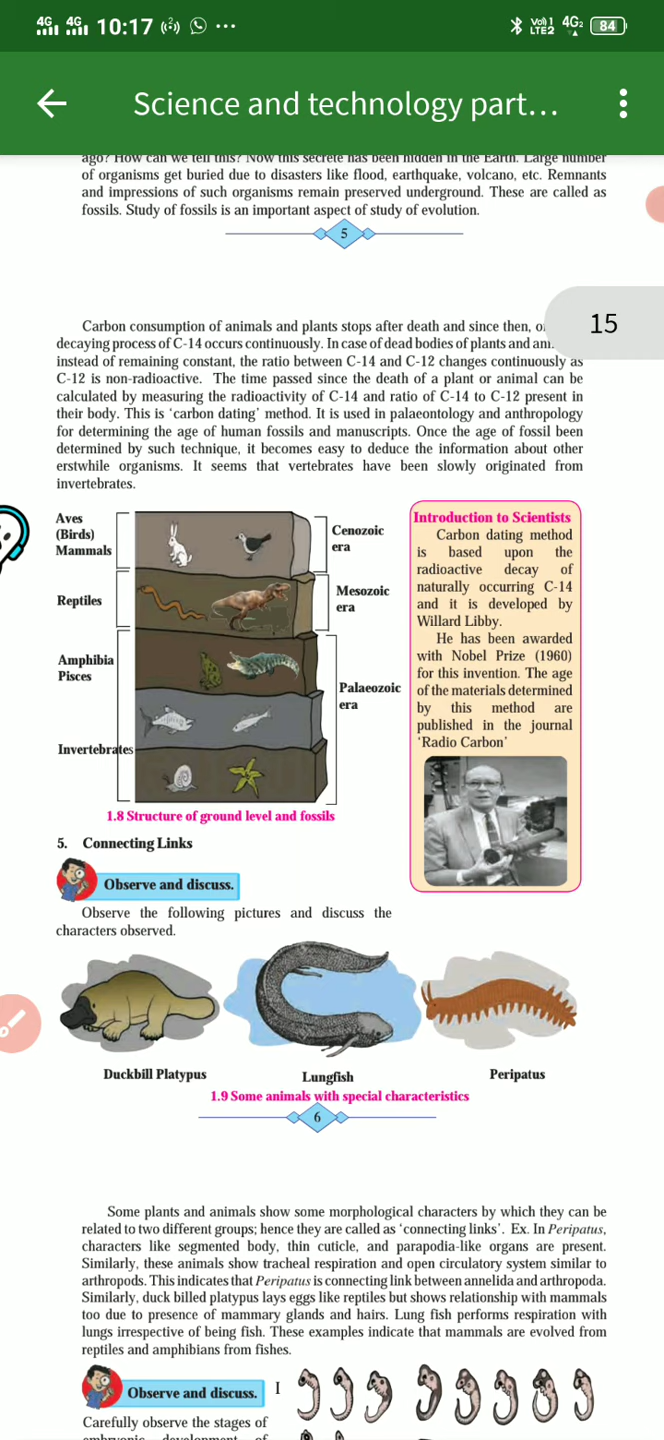 4G 4G 10:17 ... Voi) 1 LTE2 4G2 84
Science and technology part...
ago? How can we tell this? Now this secrete has been hidden in the Earth. Large number
of organisms get buried due to disasters like flood, earthquake, volcano, etc. Remnants
and impressions of such organisms remain preserved underground. These are called as
fossils. Study of fossils is an important aspect of study of evolution.
5
15
Carbon consumption of animals and plants stops after death and since then,
decaying process of C-14 occurs continuously. In case of dead bodies of plants and
instead of remaining constant, the ratio between C-14 and C-12 changes continuously as
C-12 is non-radioactive. The time passed since the death of a plant or animal can be
calculated by measuring the radioactivity of C-14 and ratio of C-14 to C-12 present in
their body. This is ‘carbon dating’ method. It is used in palaeontology and anthropology
for determining the age of human fossils and manuscripts. Once the age of fossil been
determined by such technique, it becomes easy to deduce the information about other
erstwhile organisms. It seems that vertebrates have been slowly originated from
invertebrates.
Aves
(Birds)
Mammals
Reptiles
Amphibia
Pisces
Invertebrates
Cenozoic
era
Mesozoic
era
Palaeozoic
era
1.8 Structure of ground level and fossils
Introduction to Scientists
Carbon dating method
is based upon the
radioactive decay of
naturally occurring C-14
and it is developed by
Willard Libby.
He has been awarded
with Nobel Prize (1960)
for this invention. The age
of the materials determined
by this method are
published in the journal
‘Radio Carbon’
5. Connecting Links
Observe and discuss.
Observe the following pictures and discuss the
characters observed.
Duckbill Platypus
Lungfish
Peripatus
1.9 Some animals with special characteristics
6
Some plants and animals show some morphological characters by which they can be
related to two different groups; hence they are called as ‘connecting links’. Ex. In Peripatus,
characters like segmented body, thin cuticle, and parapodia-like organs are present.
Similarly, these animals show tracheal respiration and open circulatory system similar to
arthropods. This indicates that Peripatus is connecting link between annelida and arthropoda.
Similarly, duck billed platypus lays eggs like reptiles but shows relationship with mammals
too due to presence of mammary glands and hairs. Lung fish performs respiration with
lungs irrespective of being fish. These examples indicate that mammals are evolved from
reptiles and amphibians from fishes.
Observe and discuss.
I
Carefully observe the stages of
embryonic development of